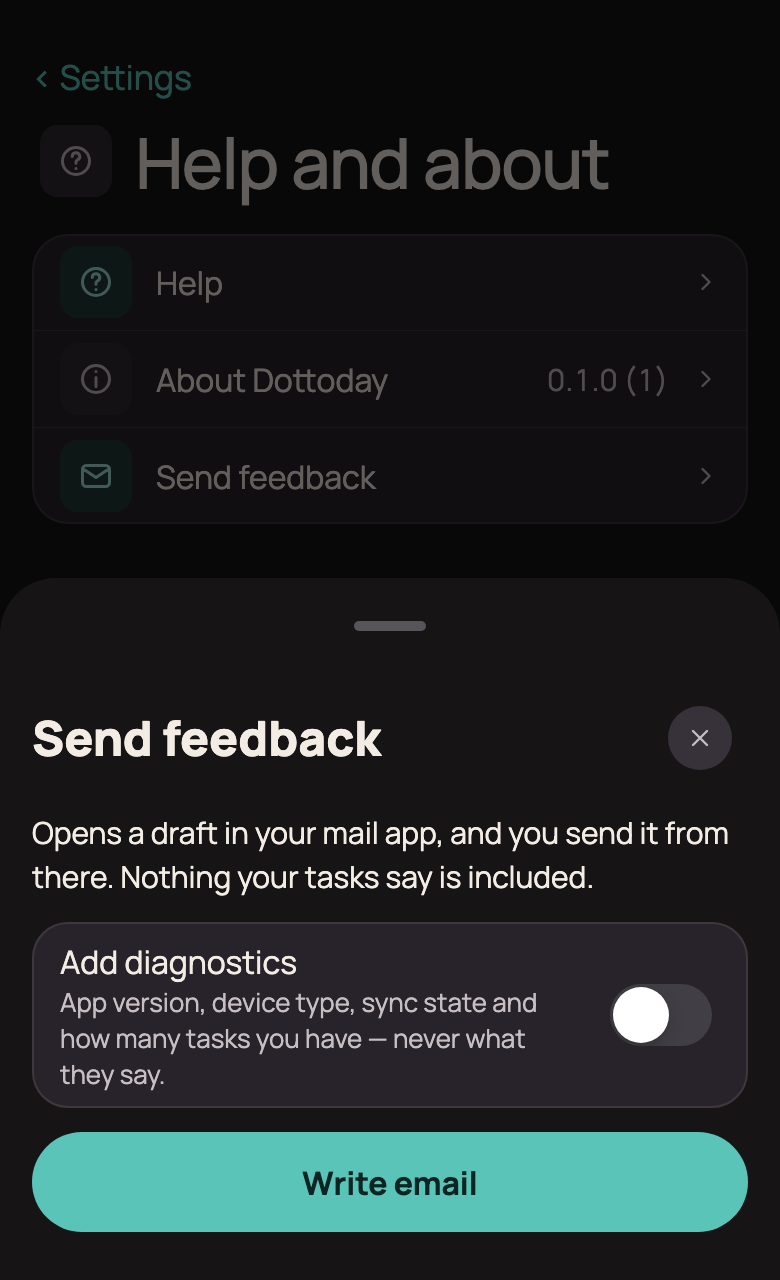 Settings
Help and about
Help
About Dottoday 0.1.0 (1)
Send feedback
Send feedback
Opens a draft in your mail app, and you send it from
there. Nothing your tasks say is included.
Add diagnostics
App version, device type, sync state and
how many tasks you have — never what
they say.
Write email